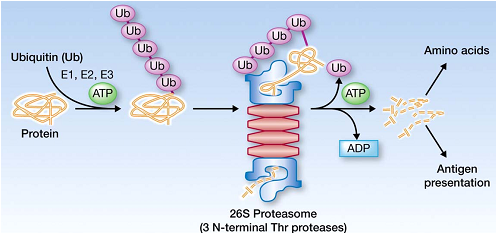 Ubiquitin (Ub)
E1, E2, E3
ATP
Protein
Ub
Ub
Ub
Ub
Ub
Ub
Ub
Ub
Ub
Ub
ATP
ADP
26S Proteasome
(3 N-terminal Thr proteases)
Amino acids
Antigen
presentation